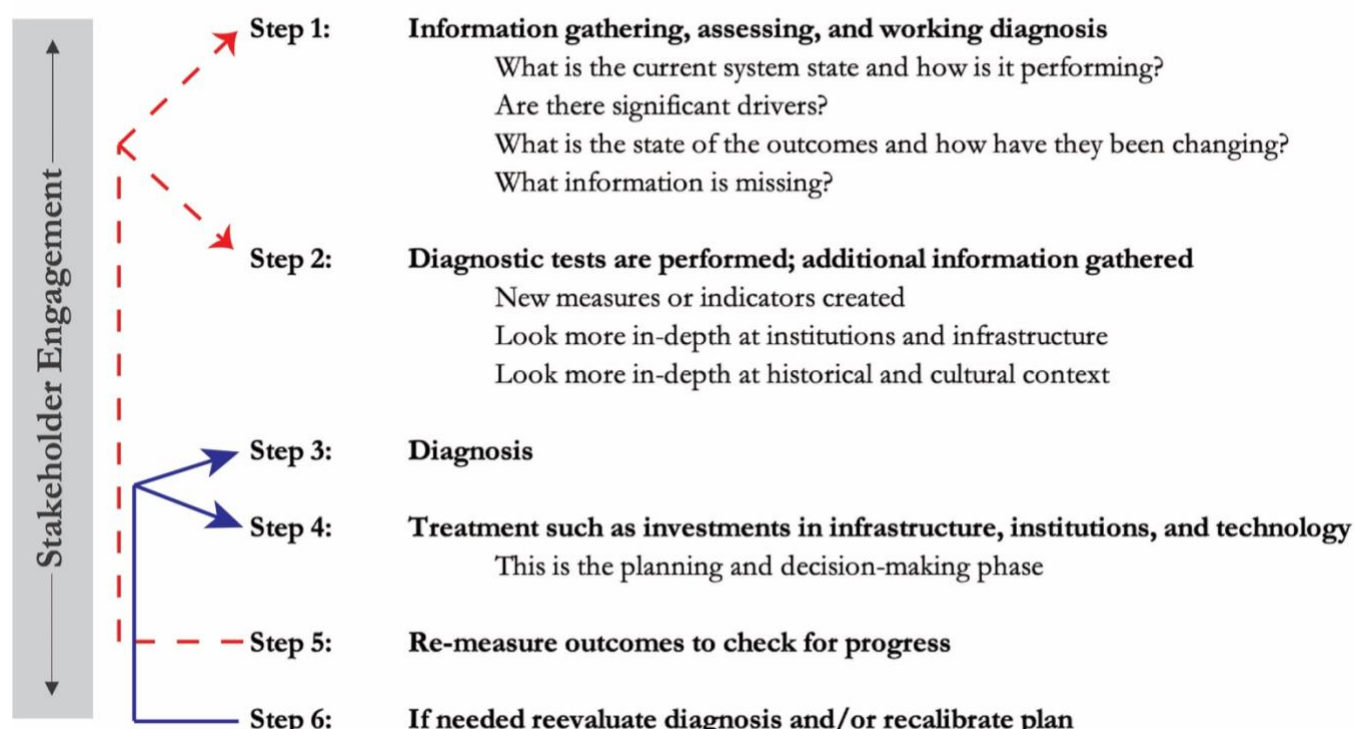 Stakeholder Engagement
Step 1: Information gathering, assessing, and working diagnosis
What is the current system state and how is it performing?
Are there significant drivers?
What is the state of the outcomes and how have they been changing?
What information is missing?
Step 2: Diagnostic tests are performed; additional information gathered
New measures or indicators created
Look more in-depth at institutions and infrastructure
Look more in-depth at historical and cultural context
Step 3: Diagnosis
Step 4: Treatment such as investments in infrastructure, institutions, and technology
This is the planning and decision-making phase
Step 5: Re-measure outcomes to check for progress
Step 6: If needed reevaluate diagnosis and/or recalibrate plan